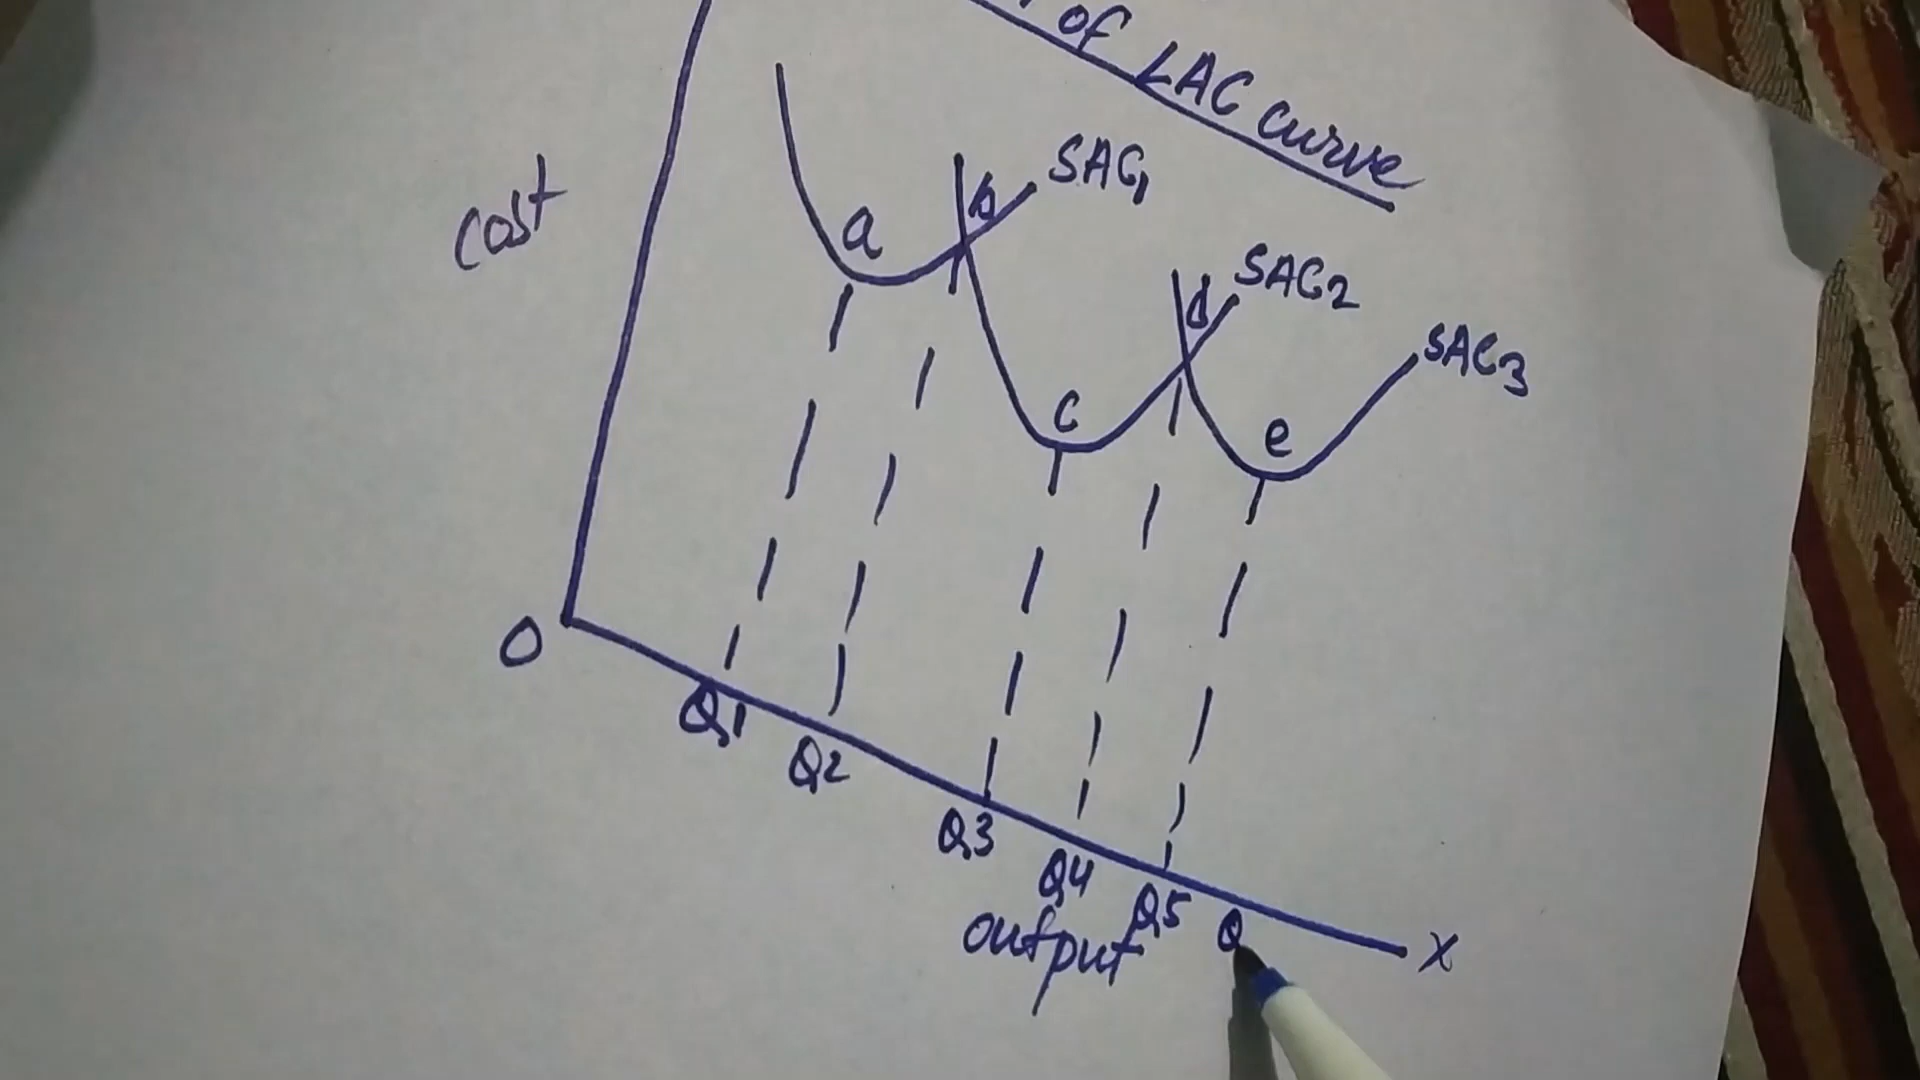 of LAC curve
cost
a
b
SAC1
c
d
SAC2
e
SAC3
O
Q1
Q2
Q3
Q4
Q5
Q
X
output